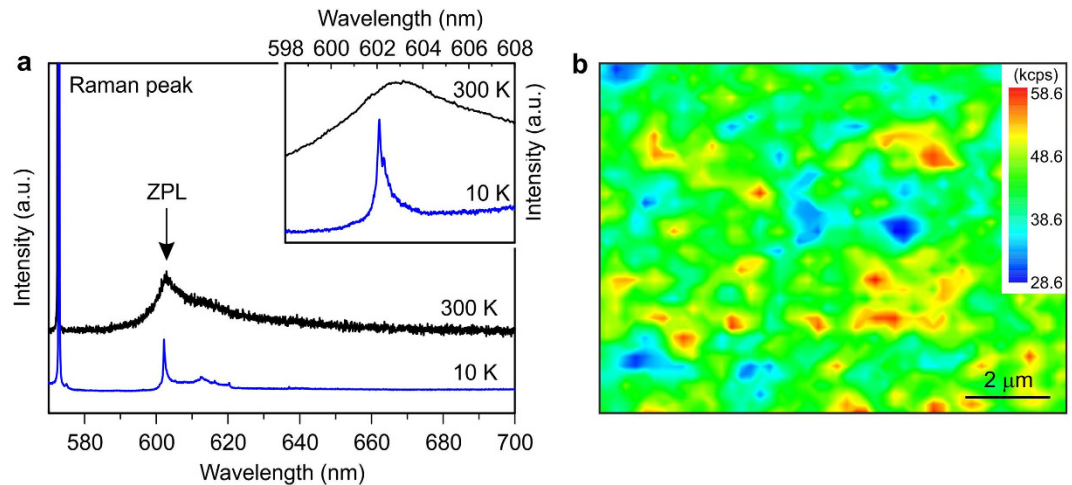 a
Raman peak
ZPL
300 K
10 K
Intensity (a.u.)
580 600 620 640 660 680 700
Wavelength (nm)
Wavelength (nm)
598 600 602 604 606 608
300 K
10 K
Intensity (a.u.)
b
(kcps)
58.6
48.6
38.6
28.6
2 μm